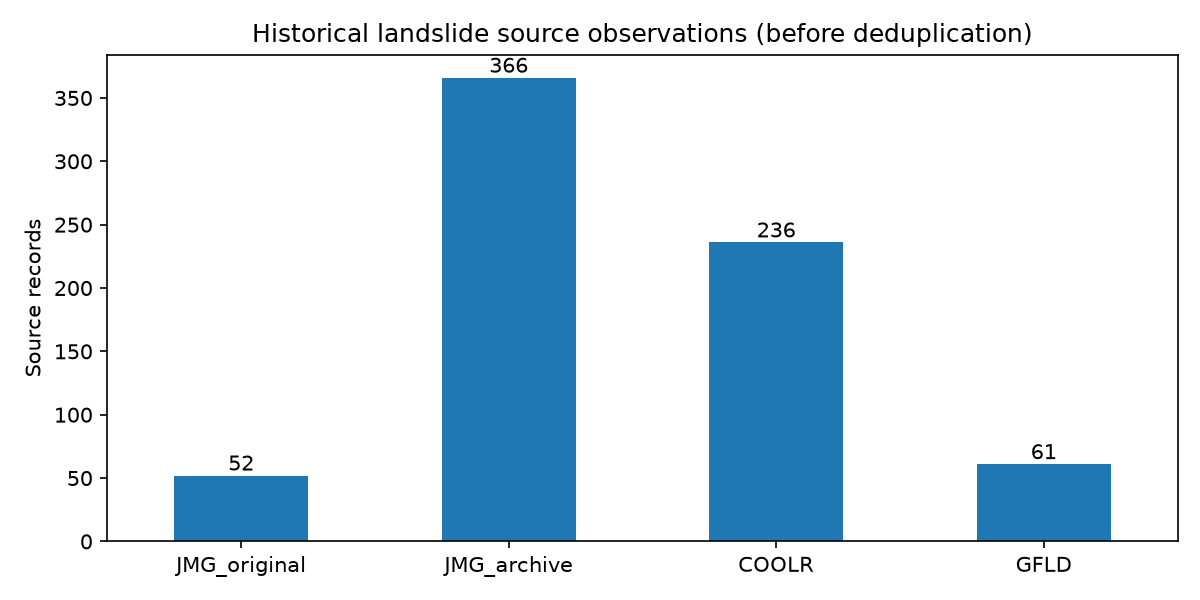 Historical landslide source observations (before deduplication)
Source records
350
300
250
200
150
100
50
0
52
366
236
61
JMG_original
JMG_archive
COOLR
GFLD